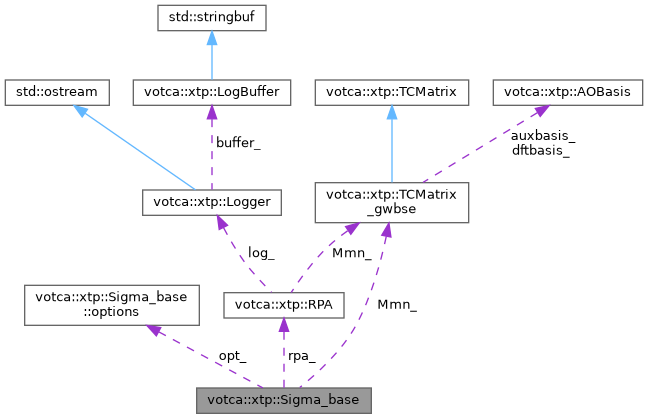 std::stringbuf
std::ostream
votca::xtp::LogBuffer
votca::xtp::TCMatrix
votca::xtp::AOBasis
buffer_
auxbasis_
dftbasis_
votca::xtp::Logger
votca::xtp::TCMatrix
_gwbse
log_
Mmn_
votca::xtp::Sigma_base
::options
votca::xtp::RPA
Mmn_
opt_
rpa_
votca::xtp::Sigma_base